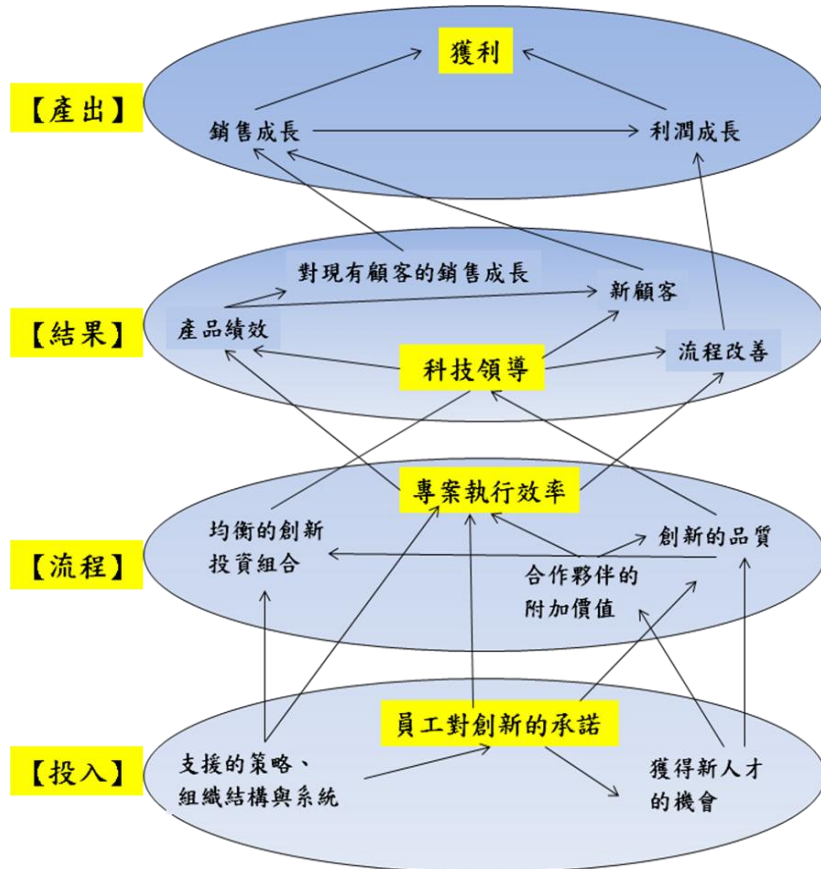 獲利
【產出】
銷售成長
利潤成長
對現有顧客的銷售成長
新顧客
【結果】
產品績效
科技領導
流程改善
專案執行效率
均衡的創新
投資組合
創新的品質
【流程】
合作夥伴的
附加價值
員工對創新的承諾
【投入】
支援的策略、
組織結構與系統
獲得新人才
的機會